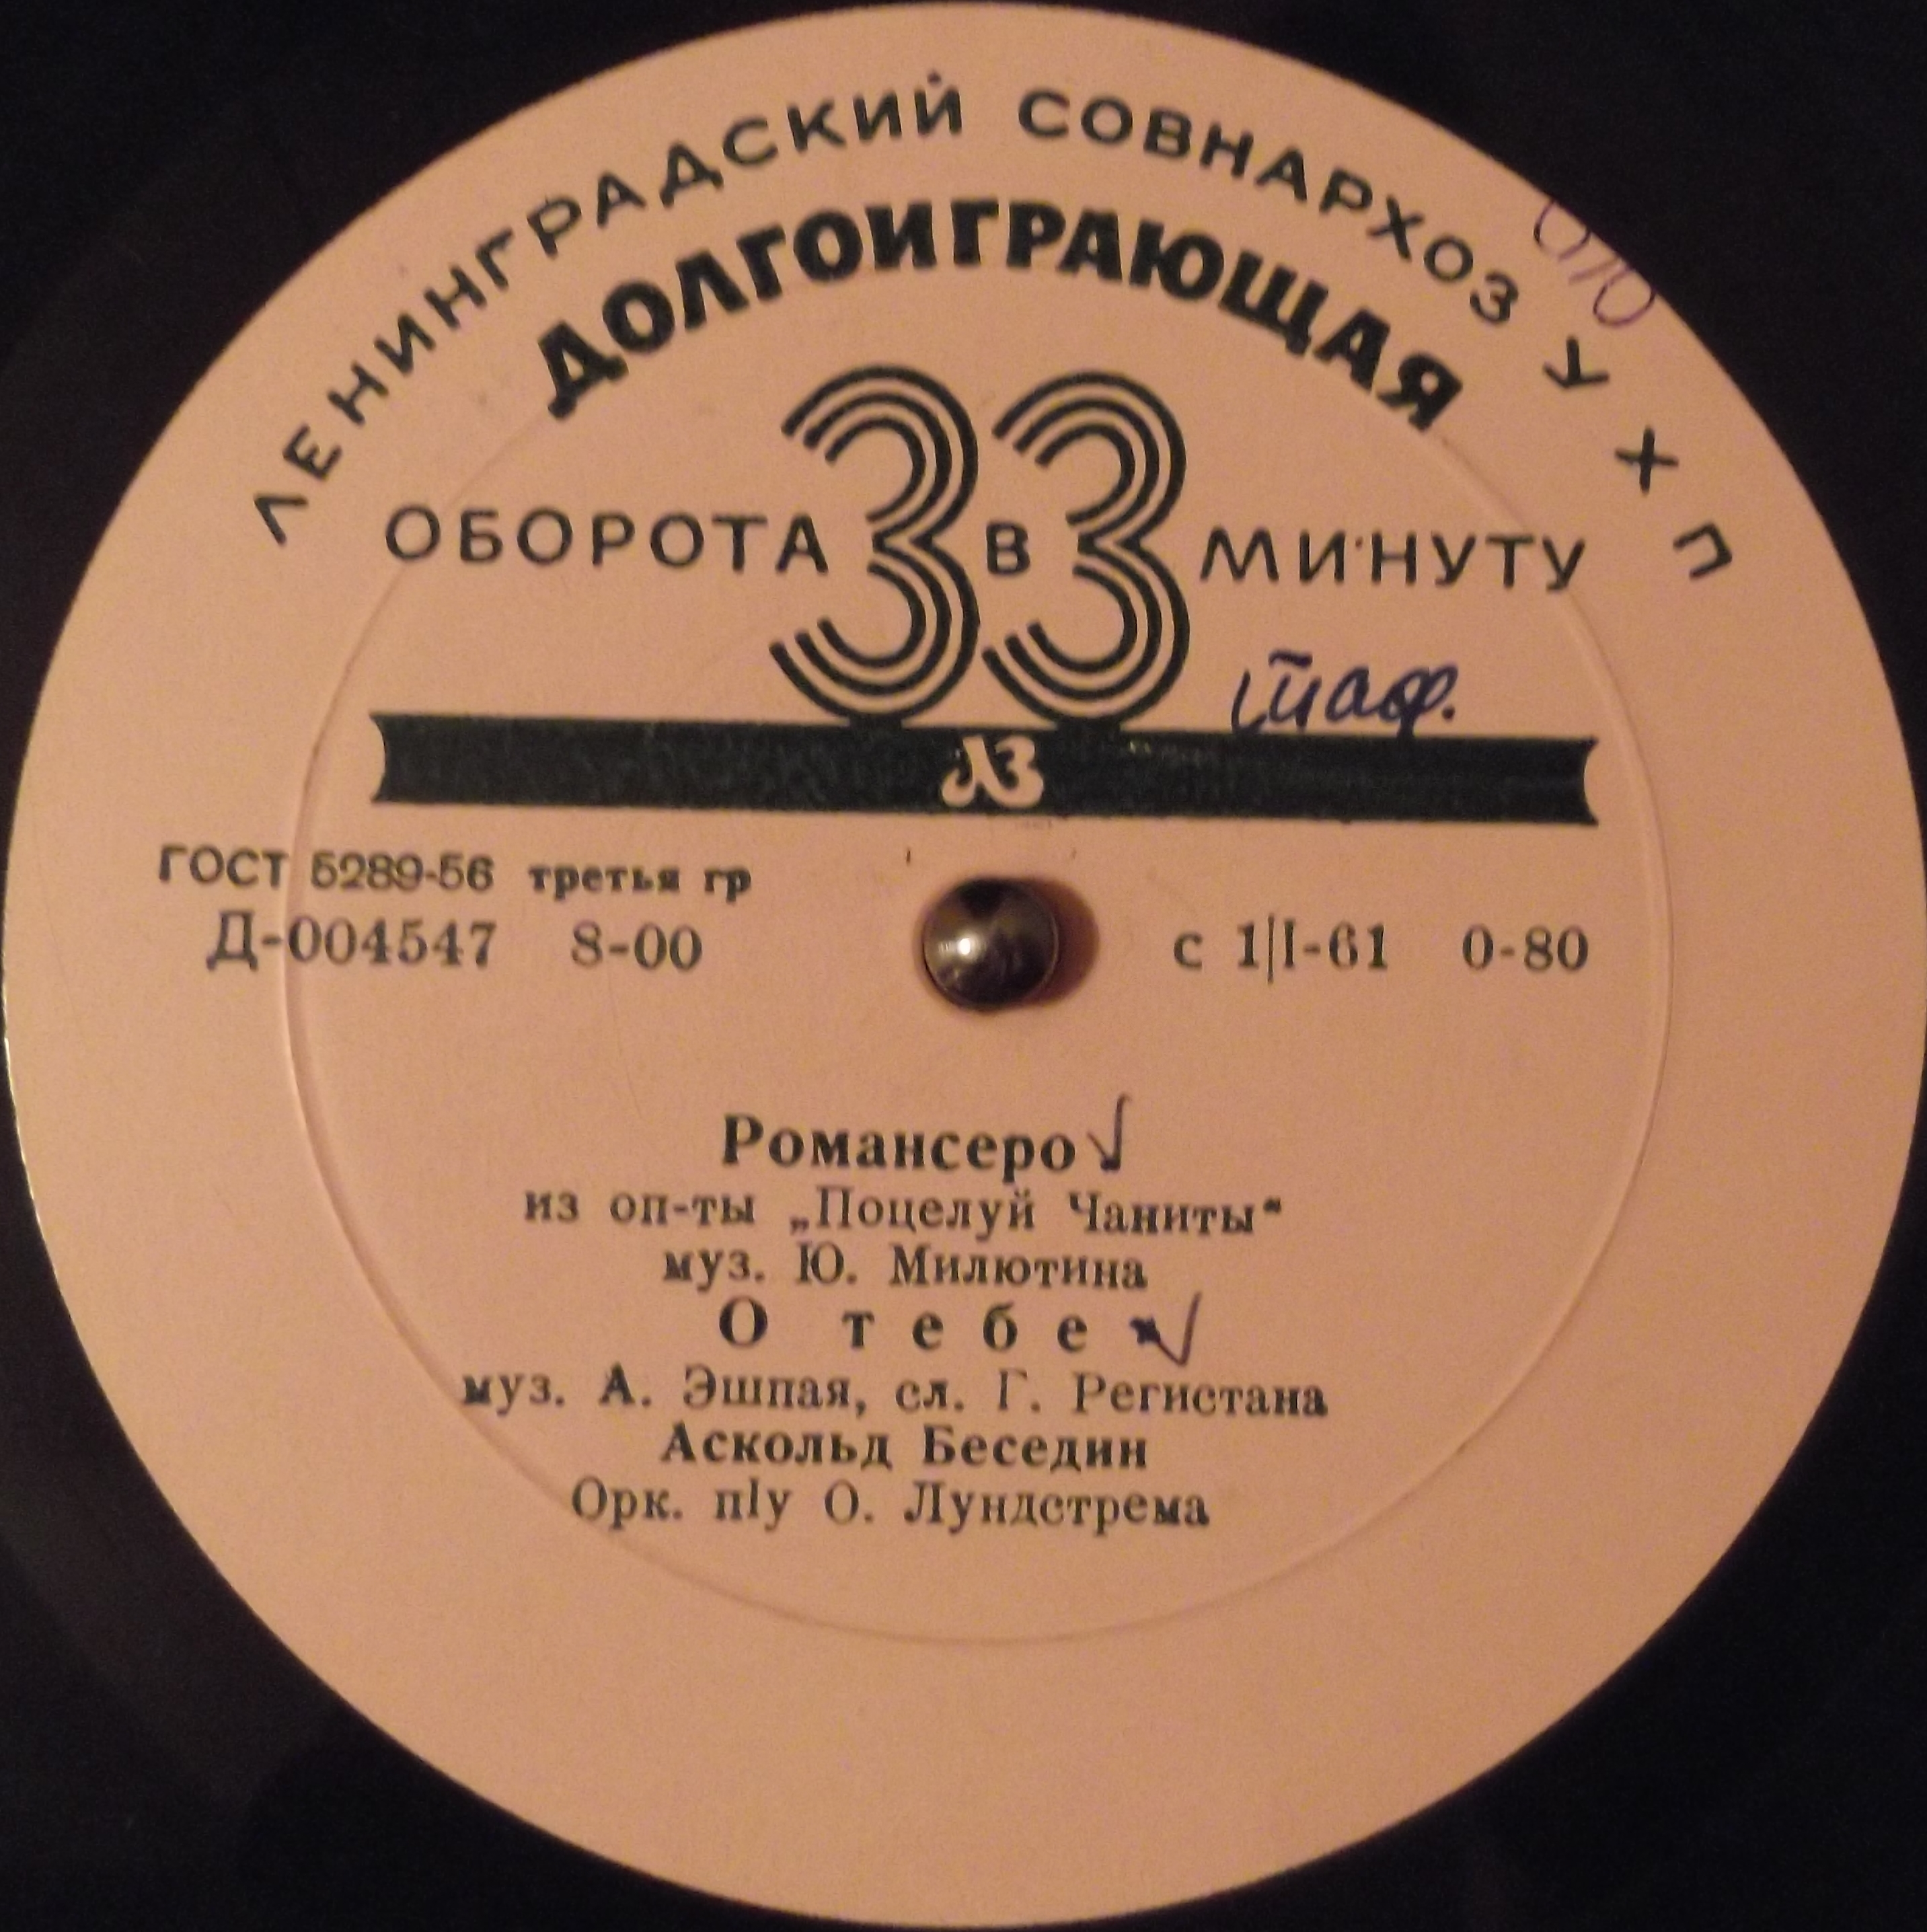 ЛЕНИНГРАДСКИЙ СОВНАРХОЗ УХП
ДОЛГОИГРАЮЩАЯ
ОБОРОТА 33 В МИНУТУ
ЛЗ
ГОСТ 5289-56 третья гр
Д-004547 8-00 с 1|I-61 0-80
Романсеро
из оп-ты „Поцелуй Чаниты“
муз. Ю. Милютина
О тебе
муз. А. Эшпая, сл. Г. Регистана
Аскольд Беседин
Орк. п|у О. Лундстрема